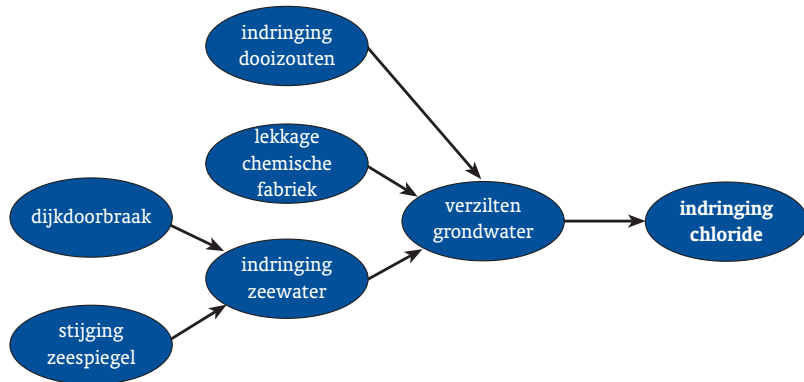 indringing
dooizouten
lekkage
chemische
fabriek
dijkdoorbraak
verzilten
grondwater
indringing
chloride
indringing
zeewater
stijging
zeespiegel